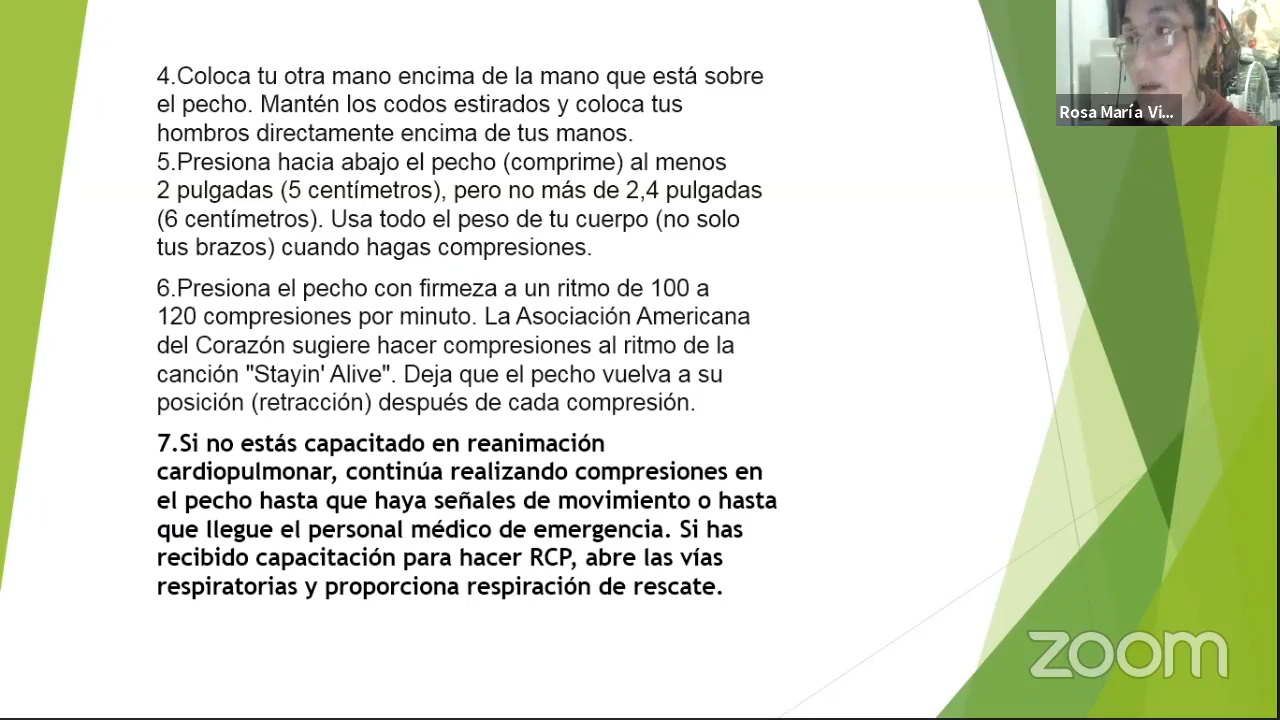 4.Coloca tu otra mano encima de la mano que está sobre
el pecho. Mantén los codos estirados y coloca tus
hombros directamente encima de tus manos.
5.Presiona hacia abajo el pecho (comprime) al menos
2 pulgadas (5 centímetros), pero no más de 2,4 pulgadas
(6 centímetros). Usa todo el peso de tu cuerpo (no solo
tus brazos) cuando hagas compresiones.
6.Presiona el pecho con firmeza a un ritmo de 100 a
120 compresiones por minuto. La Asociación Americana
del Corazón sugiere hacer compresiones al ritmo de la
canción "Stayin' Alive". Deja que el pecho vuelva a su
posición (retracción) después de cada compresión.
7.Si no estás capacitado en reanimación
cardiopulmonar, continúa realizando compresiones en
el pecho hasta que haya señales de movimiento o hasta
que llegue el personal médico de emergencia. Si has
recibido capacitación para hacer RCP, abre las vías
respiratorias y proporciona respiración de rescate.
Rosa María Vi...
zoom